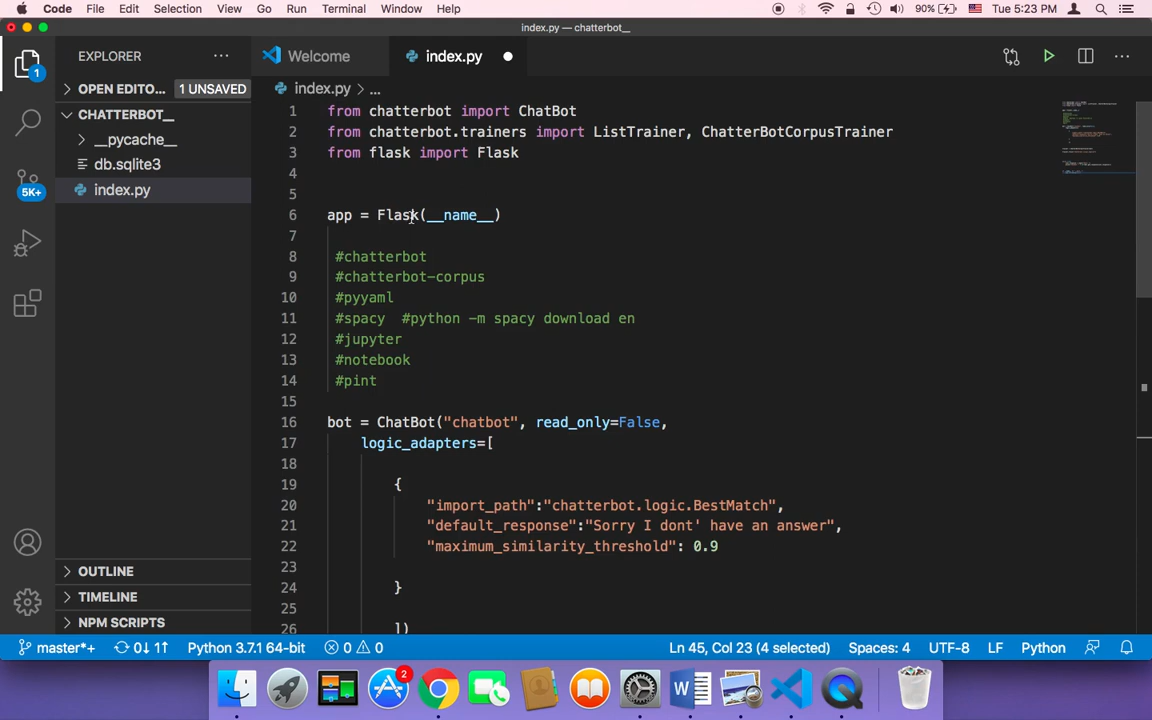 Code File Edit Selection View Go Run Terminal Window Help 90% Tue 5:23 PM
index.py — chatterbot_
EXPLORER ... Welcome index.py
1
OPEN EDITO... 1 UNSAVED
index.py > ...
CHATTERBOT_
__pycache__
db.sqlite3
index.py
5K+
1 from chatterbot import ChatBot
2 from chatterbot.trainers import ListTrainer, ChatterBotCorpusTrainer
3 from flask import Flask
4
5
6 app = Flask(__name__)
7
8 #chatterbot
9 #chatterbot-corpus
10 #pyyaml
11 #spacy #python -m spacy download en
12 #jupyter
13 #notebook
14 #pint
15
16 bot = ChatBot("chatbot", read_only=False,
17 logic_adapters=[
18
19 {
20 "import_path":"chatterbot.logic.BestMatch",
21 "default_response":"Sorry I dont' have an answer",
22 "maximum_similarity_threshold": 0.9
23
24 }
25
26 ])
OUTLINE
TIMELINE
NPM SCRIPTS
master*+ 0↓ 1↑ Python 3.7.1 64-bit 0 0 Ln 45, Col 23 (4 selected) Spaces: 4 UTF-8 LF Python
2